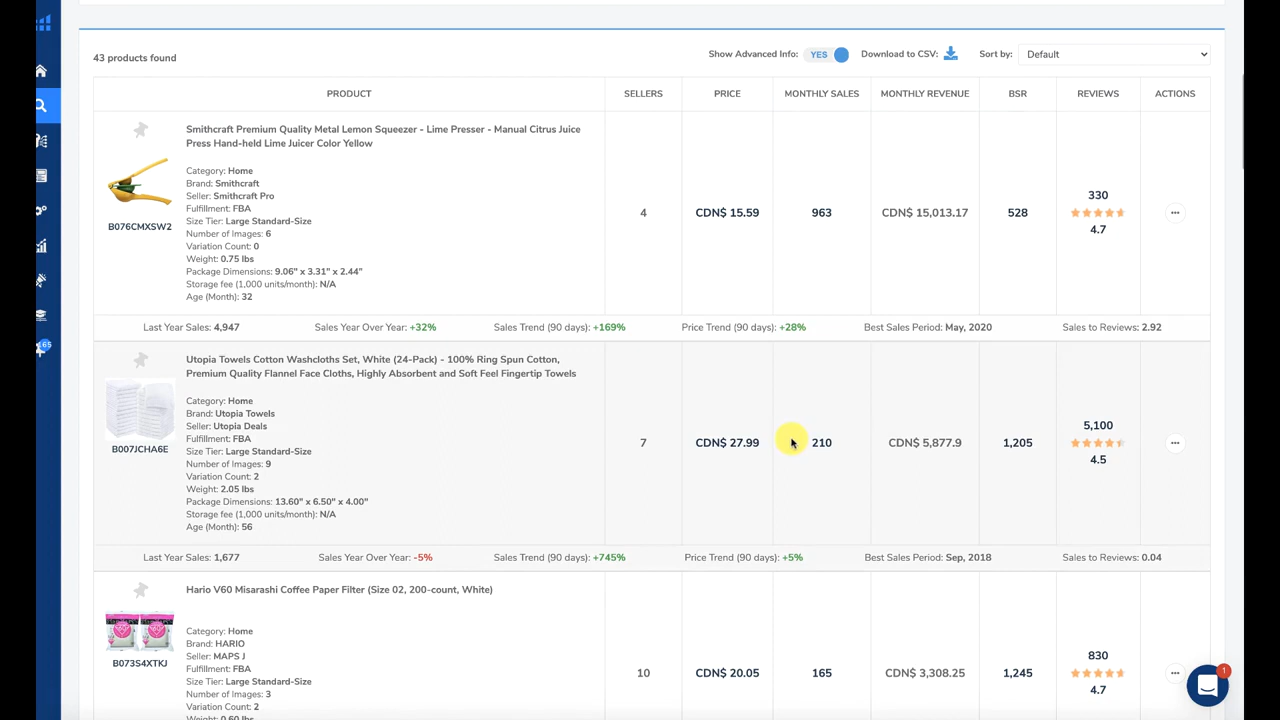 43 products found
Show Advanced Info: YES
Download to CSV:
Sort by: Default
PRODUCT SELLERS PRICE MONTHLY SALES MONTHLY REVENUE BSR REVIEWS ACTIONS
Smithcraft Premium Quality Metal Lemon Squeezer - Lime Presser - Manual Citrus Juice
Press Hand-held Lime Juicer Color Yellow
B076CMXSW2
Category: Home
Brand: Smithcraft
Seller: Smithcraft Pro
Fulfillment: FBA
Size Tier: Large Standard-Size
Number of Images: 6
Variation Count: 0
Weight: 0.75 lbs
Package Dimensions: 9.06" x 3.31" x 2.44"
Storage fee (1,000 units/month): N/A
Age (Month): 32
4 CDN$ 15.59 963 CDN$ 15,013.17 528
330
4.7
Last Year Sales: 4,947 Sales Year Over Year: +32% Sales Trend (90 days): +169% Price Trend (90 days): +28% Best Sales Period: May, 2020 Sales to Reviews: 2.92
Utopia Towels Cotton Washcloths Set, White (24-Pack) - 100% Ring Spun Cotton,
Premium Quality Flannel Face Cloths, Highly Absorbent and Soft Feel Fingertip Towels
B007JCHA6E
Category: Home
Brand: Utopia Towels
Seller: Utopia Deals
Fulfillment: FBA
Size Tier: Large Standard-Size
Number of Images: 9
Variation Count: 2
Weight: 2.05 lbs
Package Dimensions: 13.60" x 6.50" x 4.00"
Storage fee (1,000 units/month): N/A
Age (Month): 56
7 CDN$ 27.99 210 CDN$ 5,877.9 1,205
5,100
4.5
Last Year Sales: 1,677 Sales Year Over Year: -5% Sales Trend (90 days): +745% Price Trend (90 days): +5% Best Sales Period: Sep, 2018 Sales to Reviews: 0.04
Hario V60 Misarashi Coffee Paper Filter (Size 02, 200-count, White)
B073S4XTKJ
Category: Home
Brand: HARIO
Seller: MAPS J
Fulfillment: FBA
Size Tier: Large Standard-Size
Number of Images: 3
Variation Count: 2
Weight: 0.60 lbs
10 CDN$ 20.05 165 CDN$ 3,308.25 1,245
830
4.7
65
1